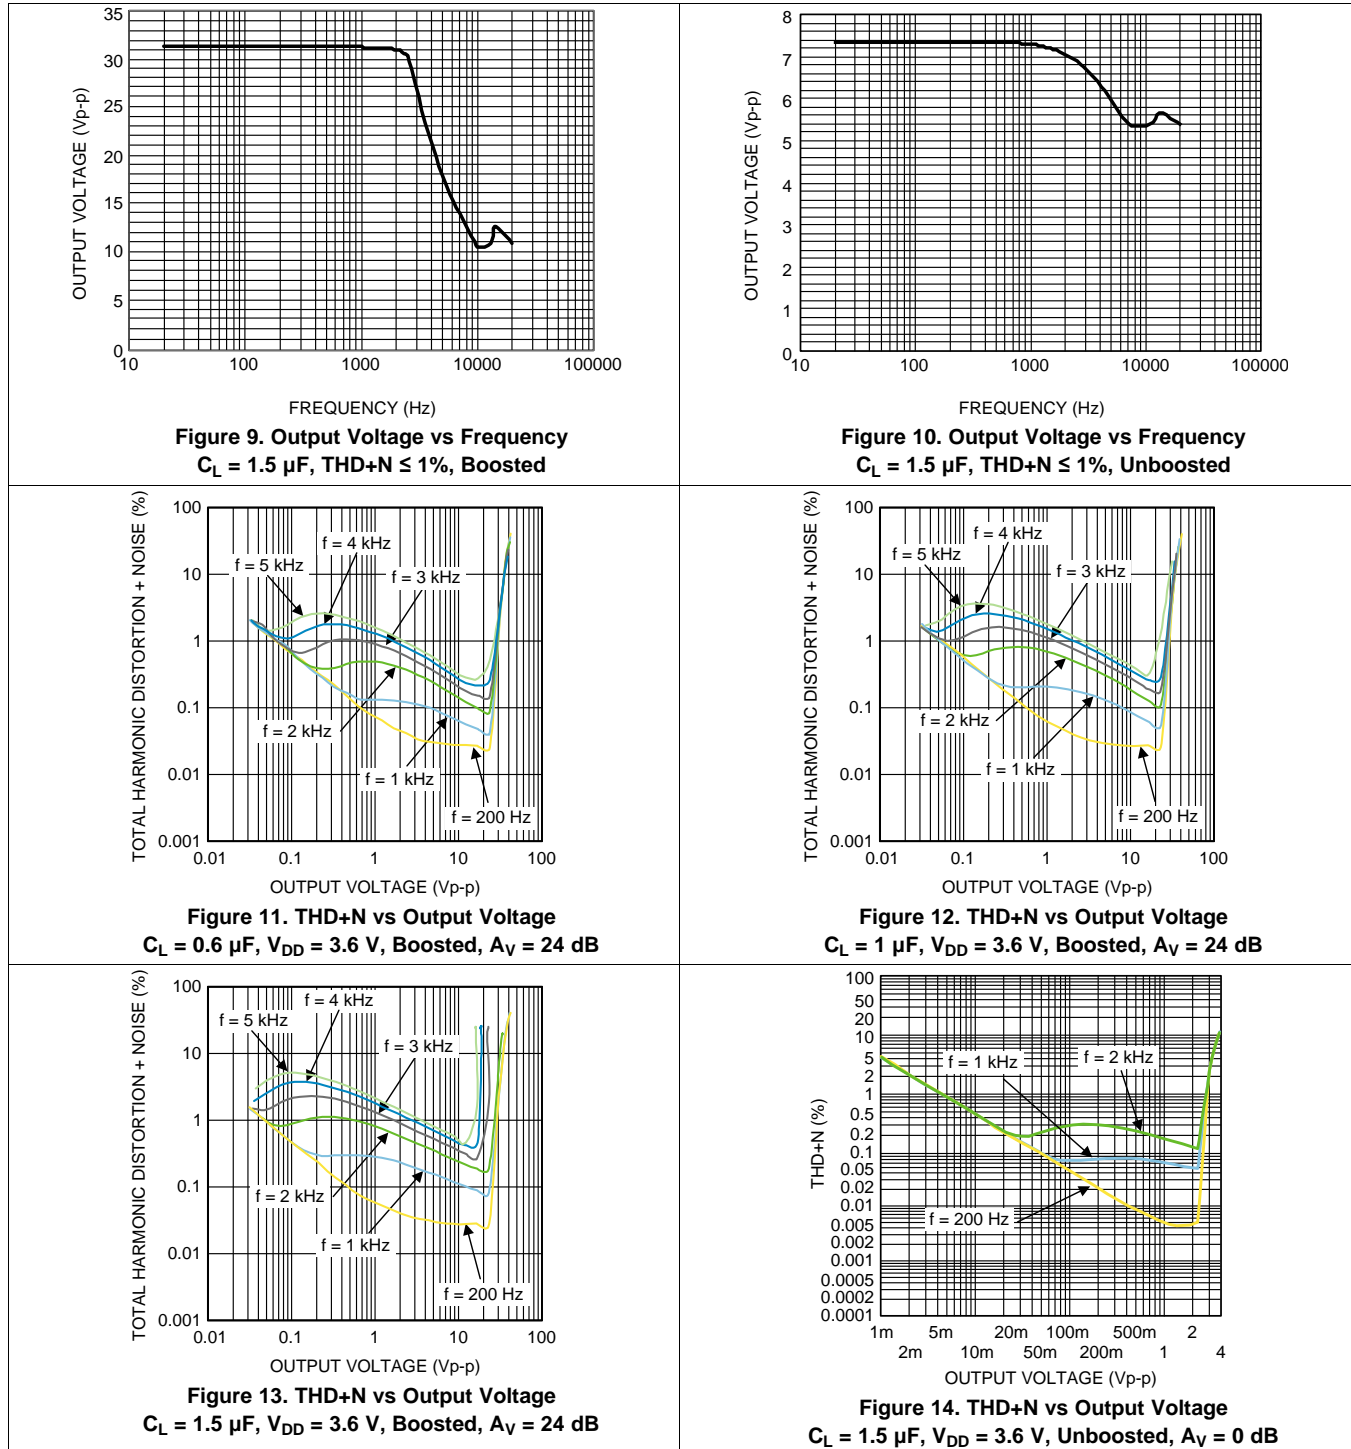 OUTPUT VOLTAGE (Vp-p)
35
30
25
20
15
10
5
0
10
100
1000
10000
100000
FREQUENCY (Hz)
Figure 9. Output Voltage vs Frequency
CL = 1.5 µF, THD+N ≤ 1%, Boosted
OUTPUT VOLTAGE (Vp-p)
8
7
6
5
4
3
2
1
0
10
100
1000
10000
100000
FREQUENCY (Hz)
Figure 10. Output Voltage vs Frequency
CL = 1.5 µF, THD+N ≤ 1%, Unboosted
TOTAL HARMONIC DISTORTION + NOISE (%)
100
10
1
0.1
0.01
0.001
f = 4 kHz
f = 5 kHz
f = 3 kHz
f = 2 kHz
f = 1 kHz
f = 200 Hz
0.01
0.1
1
10
100
OUTPUT VOLTAGE (Vp-p)
Figure 11. THD+N vs Output Voltage
CL = 0.6 µF, VDD = 3.6 V, Boosted, AV = 24 dB
TOTAL HARMONIC DISTORTION + NOISE (%)
100
10
1
0.1
0.01
0.001
f = 4 kHz
f = 5 kHz
f = 3 kHz
f = 2 kHz
f = 1 kHz
f = 200 Hz
0.01
0.1
1
10
100
OUTPUT VOLTAGE (Vp-p)
Figure 12. THD+N vs Output Voltage
CL = 1 µF, VDD = 3.6 V, Boosted, AV = 24 dB
TOTAL HARMONIC DISTORTION + NOISE (%)
100
10
1
0.1
0.01
0.001
f = 4 kHz
f = 5 kHz
f = 3 kHz
f = 2 kHz
f = 1 kHz
f = 200 Hz
0.01
0.1
1
10
100
OUTPUT VOLTAGE (Vp-p)
Figure 13. THD+N vs Output Voltage
CL = 1.5 µF, VDD = 3.6 V, Boosted, AV = 24 dB
THD+N (%)
100
50
20
10
5
2
1
0.5
0.2
0.1
0.05
0.02
0.01
0.005
0.002
0.001
0.0005
0.0002
0.0001
f = 1 kHz
f = 2 kHz
f = 200 Hz
1m
5m
20m
100m
500m
2
2m
10m
50m
200m
1
4
OUTPUT VOLTAGE (Vp-p)
Figure 14. THD+N vs Output Voltage
CL = 1.5 µF, VDD = 3.6 V, Unboosted, AV = 0 dB